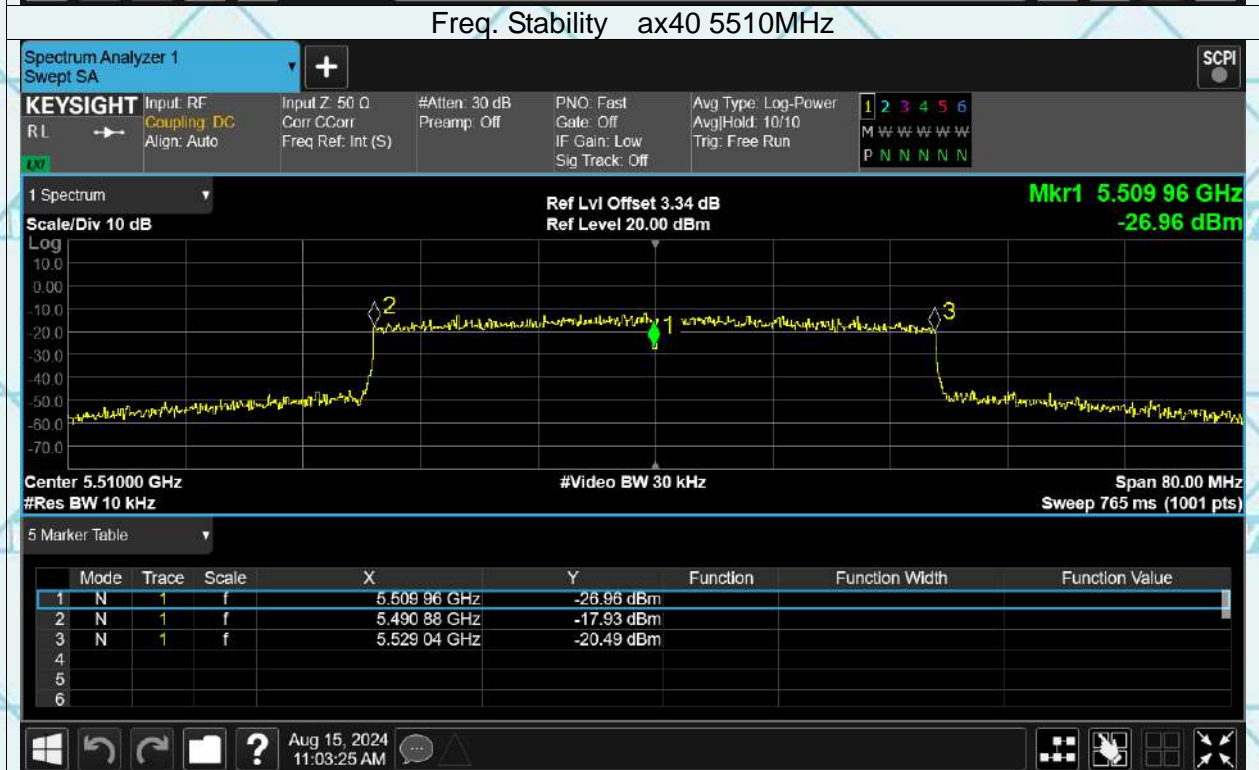 Freq. Stability ax40 5510MHz
Spectrum Analyzer 1
Swept SA
+
SCPI
KEYSIGHT
RL
LXI
Input: RF
Coupling: DC
Align: Auto
Input Z: 50 Ω
Corr CCorr
Freq Ref: Int (S)
#Atten: 30 dB
Preamp: Off
PNO: Fast
Gate: Off
IF Gain: Low
Sig Track: Off
Avg Type: Log-Power
Avg|Hold: 10/10
Trig: Free Run
1 2 3 4 5 6
M W W W W W
P N N N N N
1 Spectrum
Scale/Div 10 dB
Ref Lvl Offset 3.34 dB
Ref Level 20.00 dBm
Mkr1 5.509 96 GHz
-26.96 dBm
Log
10.0
0.00
-10.0
-20.0
-30.0
-40.0
-50.0
-60.0
-70.0
2
1
3
Center 5.51000 GHz
#Res BW 10 kHz
#Video BW 30 kHz
Span 80.00 MHz
Sweep 765 ms (1001 pts)
5 Marker Table
Mode Trace Scale X Y Function Function Width Function Value
1 N 1 f 5.509 96 GHz -26.96 dBm
2 N 1 f 5.490 88 GHz -17.93 dBm
3 N 1 f 5.529 04 GHz -20.49 dBm
4
5
6
?
Aug 15, 2024
11:03:25 AM